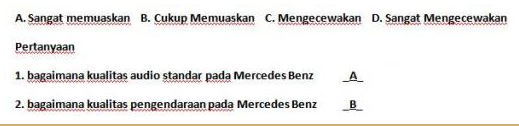 A. Sangat memuaskan B. Cukup Memuaskan C. Mengecewakan D. Sangat Mengecewakan
Pertanyaan
1. bagaimana kualitas audio standar pada Mercedes Benz _A_
2. bagaimana kualitas pengendaraan pada Mercedes Benz _B_